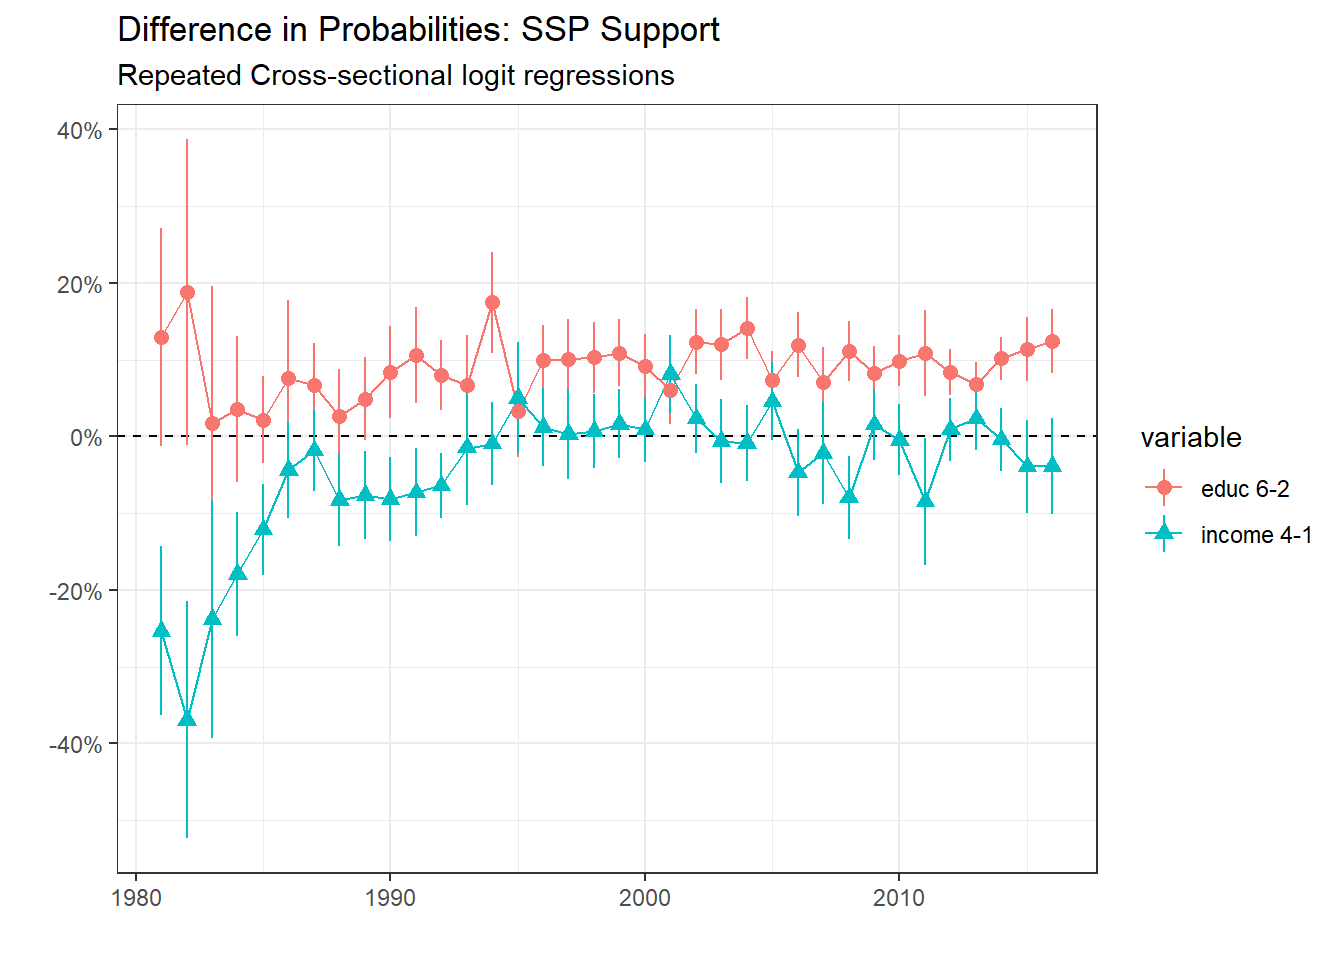 Difference in Probabilities: SSP Support
Repeated Cross-sectional logit regressions
40%
20%
0%
-20%
-40%
1980
1990
2000
2010
variable
educ 6-2
income 4-1